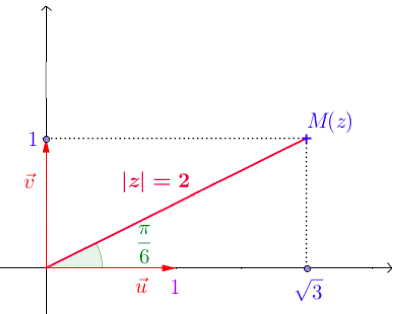 M(z)
1
|z| = 2
v⃗
π/6
u⃗
1
√3